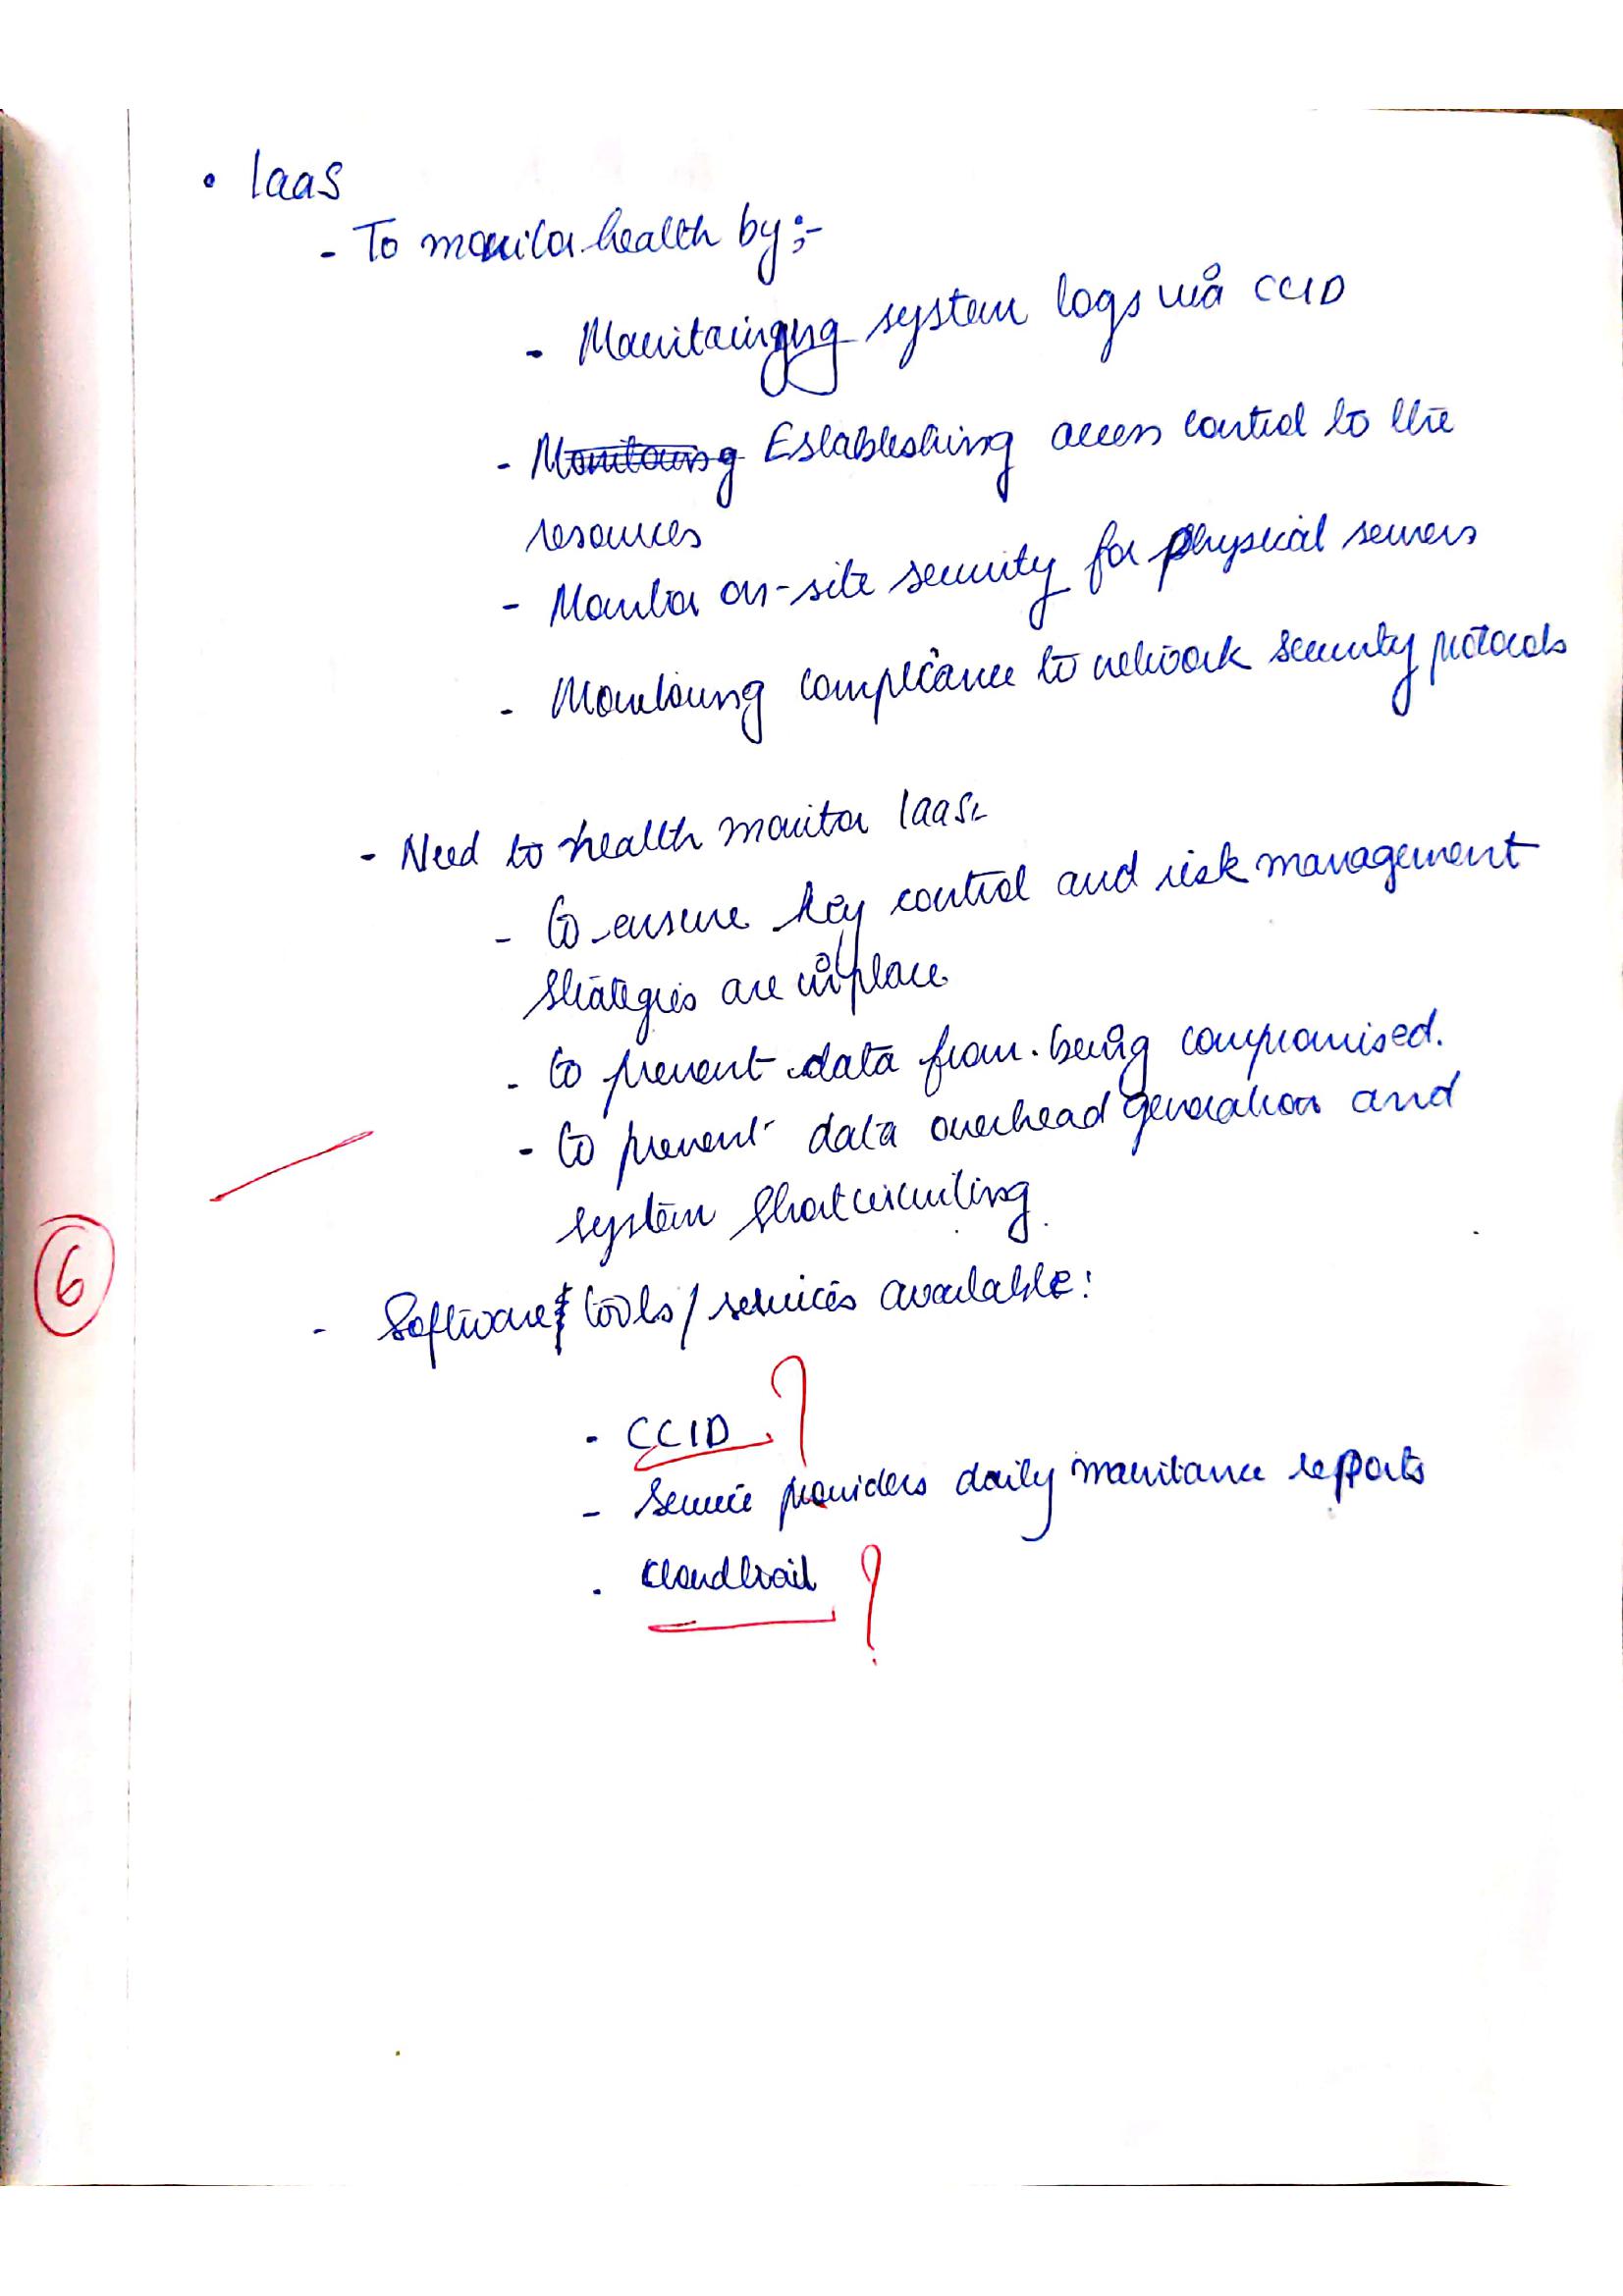 • IaaS
- To monitor health by:-
- Monitoring system logs via CCID
- Monitoring Establishing access control to the
resources
- Monitor on-site security for physical servers
- Monitoring compliance to network security protocols
- Need to health monitor IaaS:
- to ensure key control and risk management
strategies are in place
- to prevent data from being compromised.
- to prevent data overhead generation and
system shortcircuiting.
6
- Software tools/services available:
- CCID ?
- Service providers daily maintance reports
- cloudtrail ?